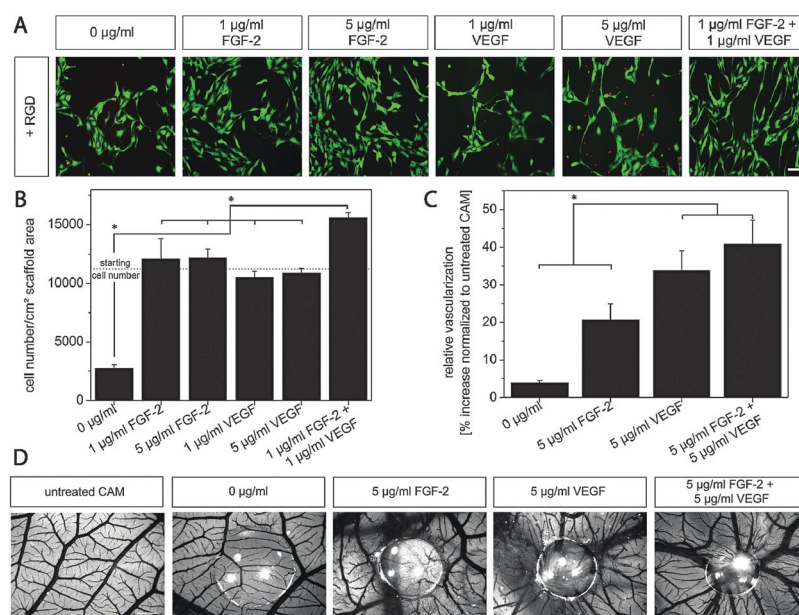 A
0 µg/ml
1 µg/ml
FGF-2
5 µg/ml
FGF-2
1 µg/ml
VEGF
5 µg/ml
VEGF
1 µg/ml FGF-2 +
1 µg/ml VEGF
+ RGD
B
cell number/cm² scaffold area
15000
10000
5000
0
*
*
starting
cell number
0 µg/ml
1 µg/ml FGF-2
5 µg/ml FGF-2
1 µg/ml VEGF
5 µg/ml VEGF
1 µg/ml FGF-2 +
1 µg/ml VEGF
C
relative vascularization
[% increase normalized to untreated CAM]
50
45
40
35
30
25
20
15
10
5
0
*
0 µg/ml
5 µg/ml FGF-2
5 µg/ml VEGF
5 µg/ml FGF-2 +
5 µg/ml VEGF
D
untreated CAM
0 µg/ml
5 µg/ml FGF-2
5 µg/ml VEGF
5 µg/ml FGF-2 +
5 µg/ml VEGF